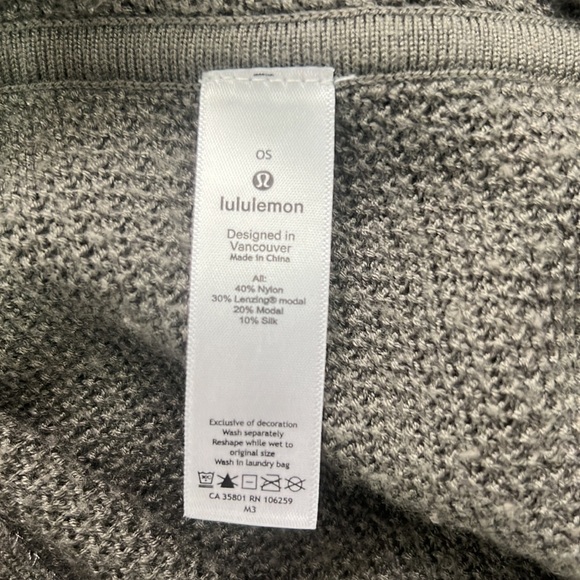 OS
lululemon
Designed in
Vancouver
Made in China
All:
40% Nylon
30% Lenzing® modal
20% Modal
10% Silk
Exclusive of decoration
Wash separately
Reshape while wet to
original size
Wash in laundry bag
CA 35801 RN 106259
M3